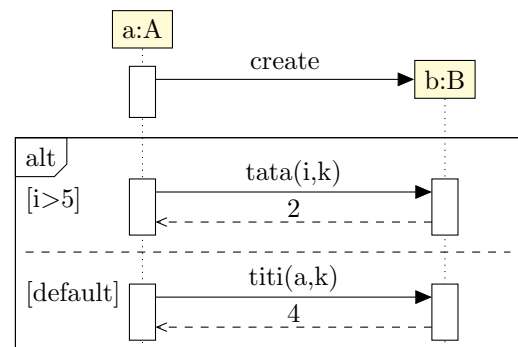 a:A
create
b:B
alt
[i>5]
tata(i,k)
2
[default]
titi(a,k)
4